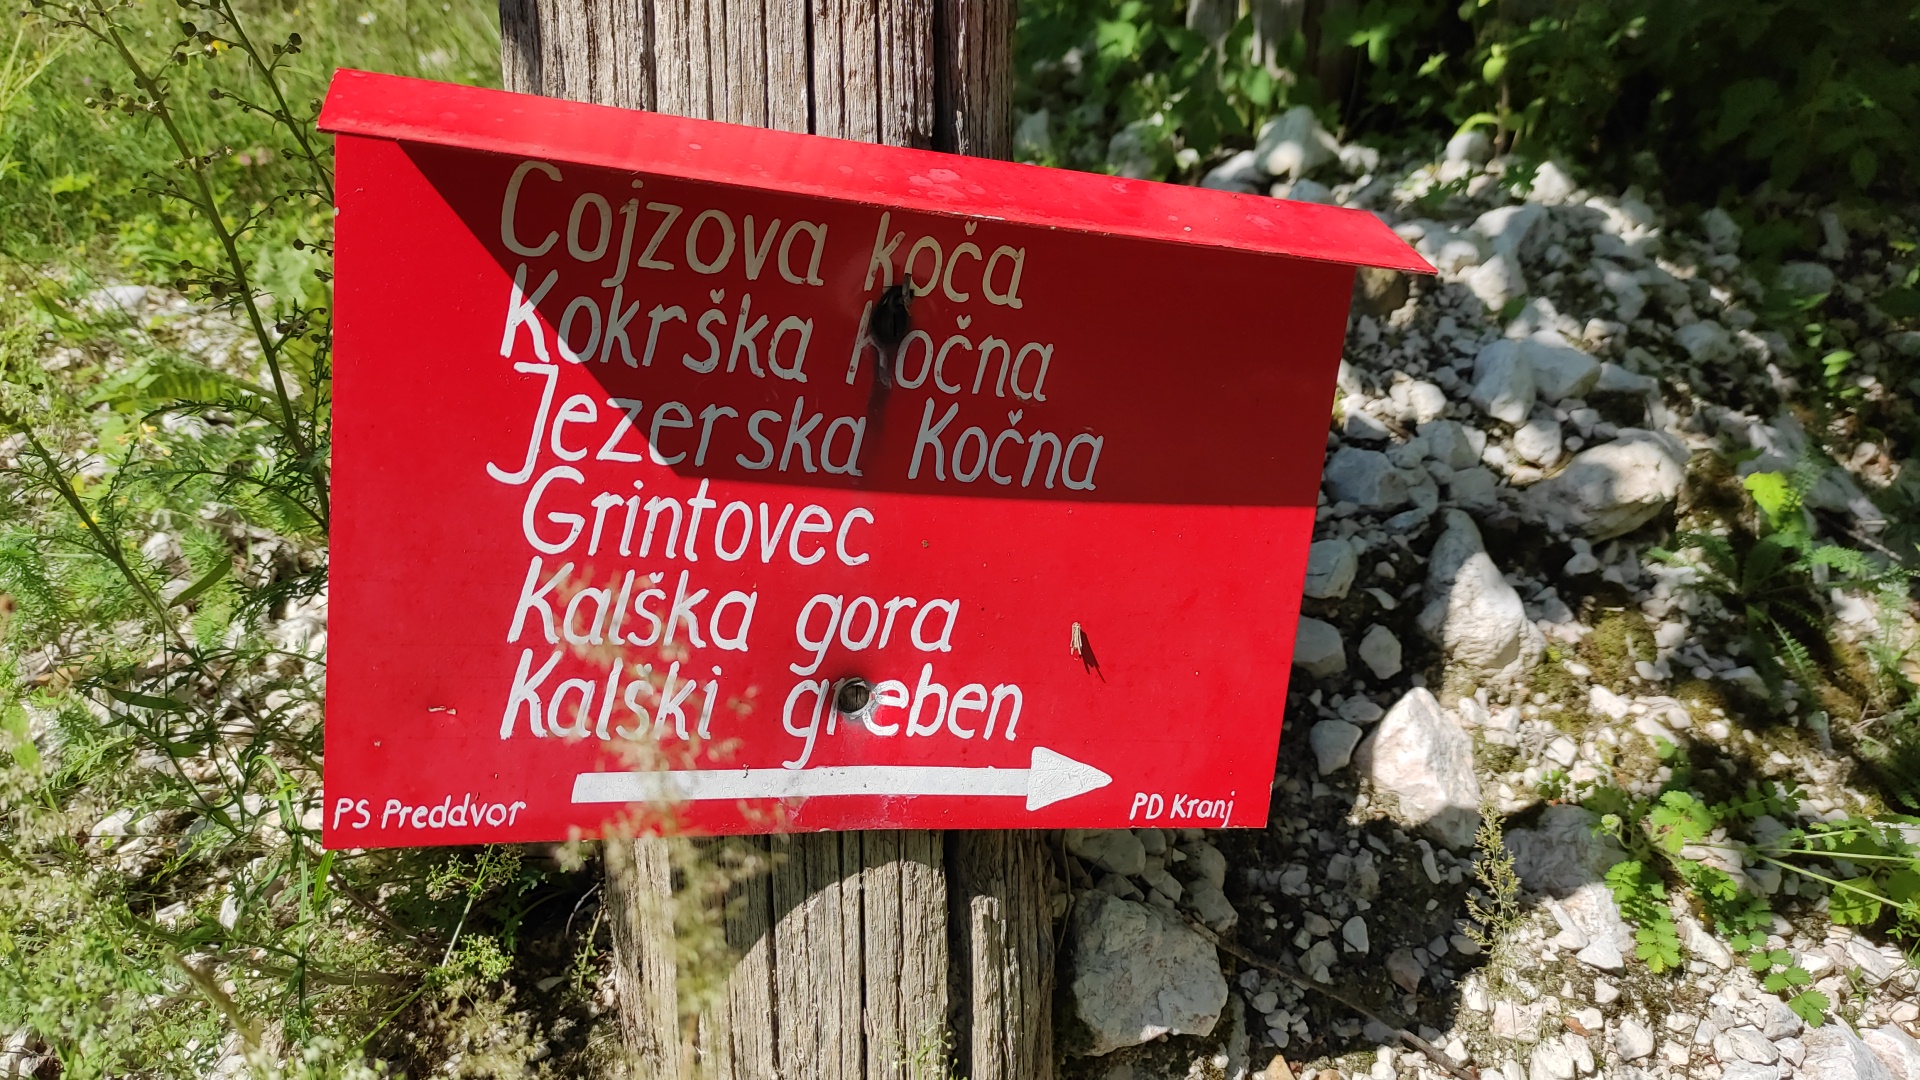 Cojzova koča
Kokrška Kočna
Jezerska Kočna
Grintovec
Kalška gora
Kalški greben
PS Preddvor
PD Kranj